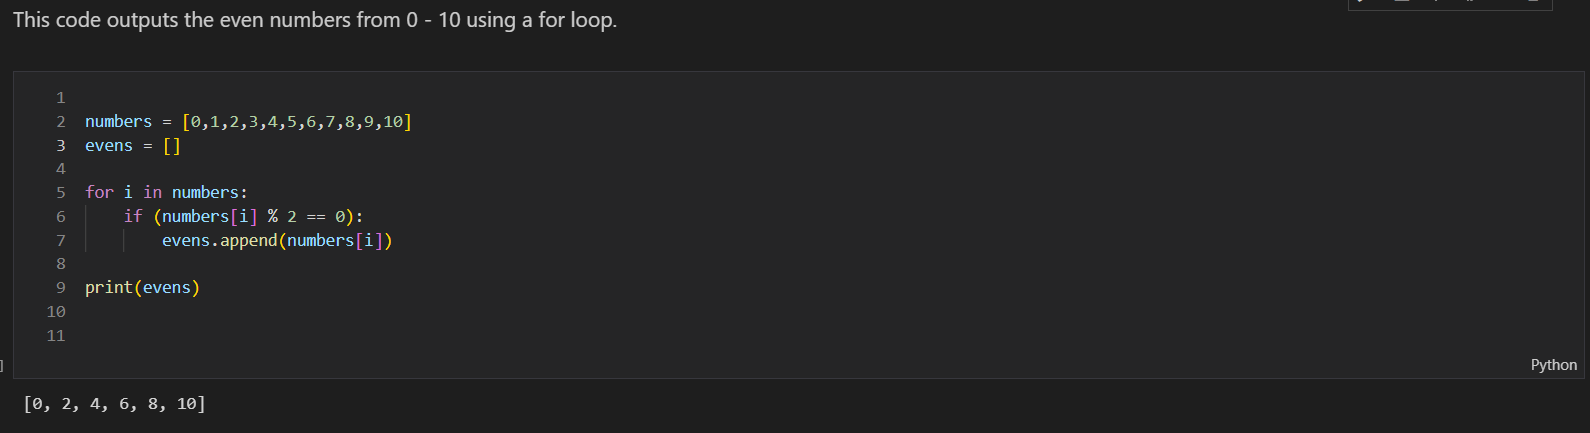 This code outputs the even numbers from 0 - 10 using a for loop.
1
2 numbers = [0,1,2,3,4,5,6,7,8,9,10]
3 evens = []
4
5 for i in numbers:
6     if (numbers[i] % 2 == 0):
7         evens.append(numbers[i])
8
9 print(evens)
10
11
]
Python
[0, 2, 4, 6, 8, 10]